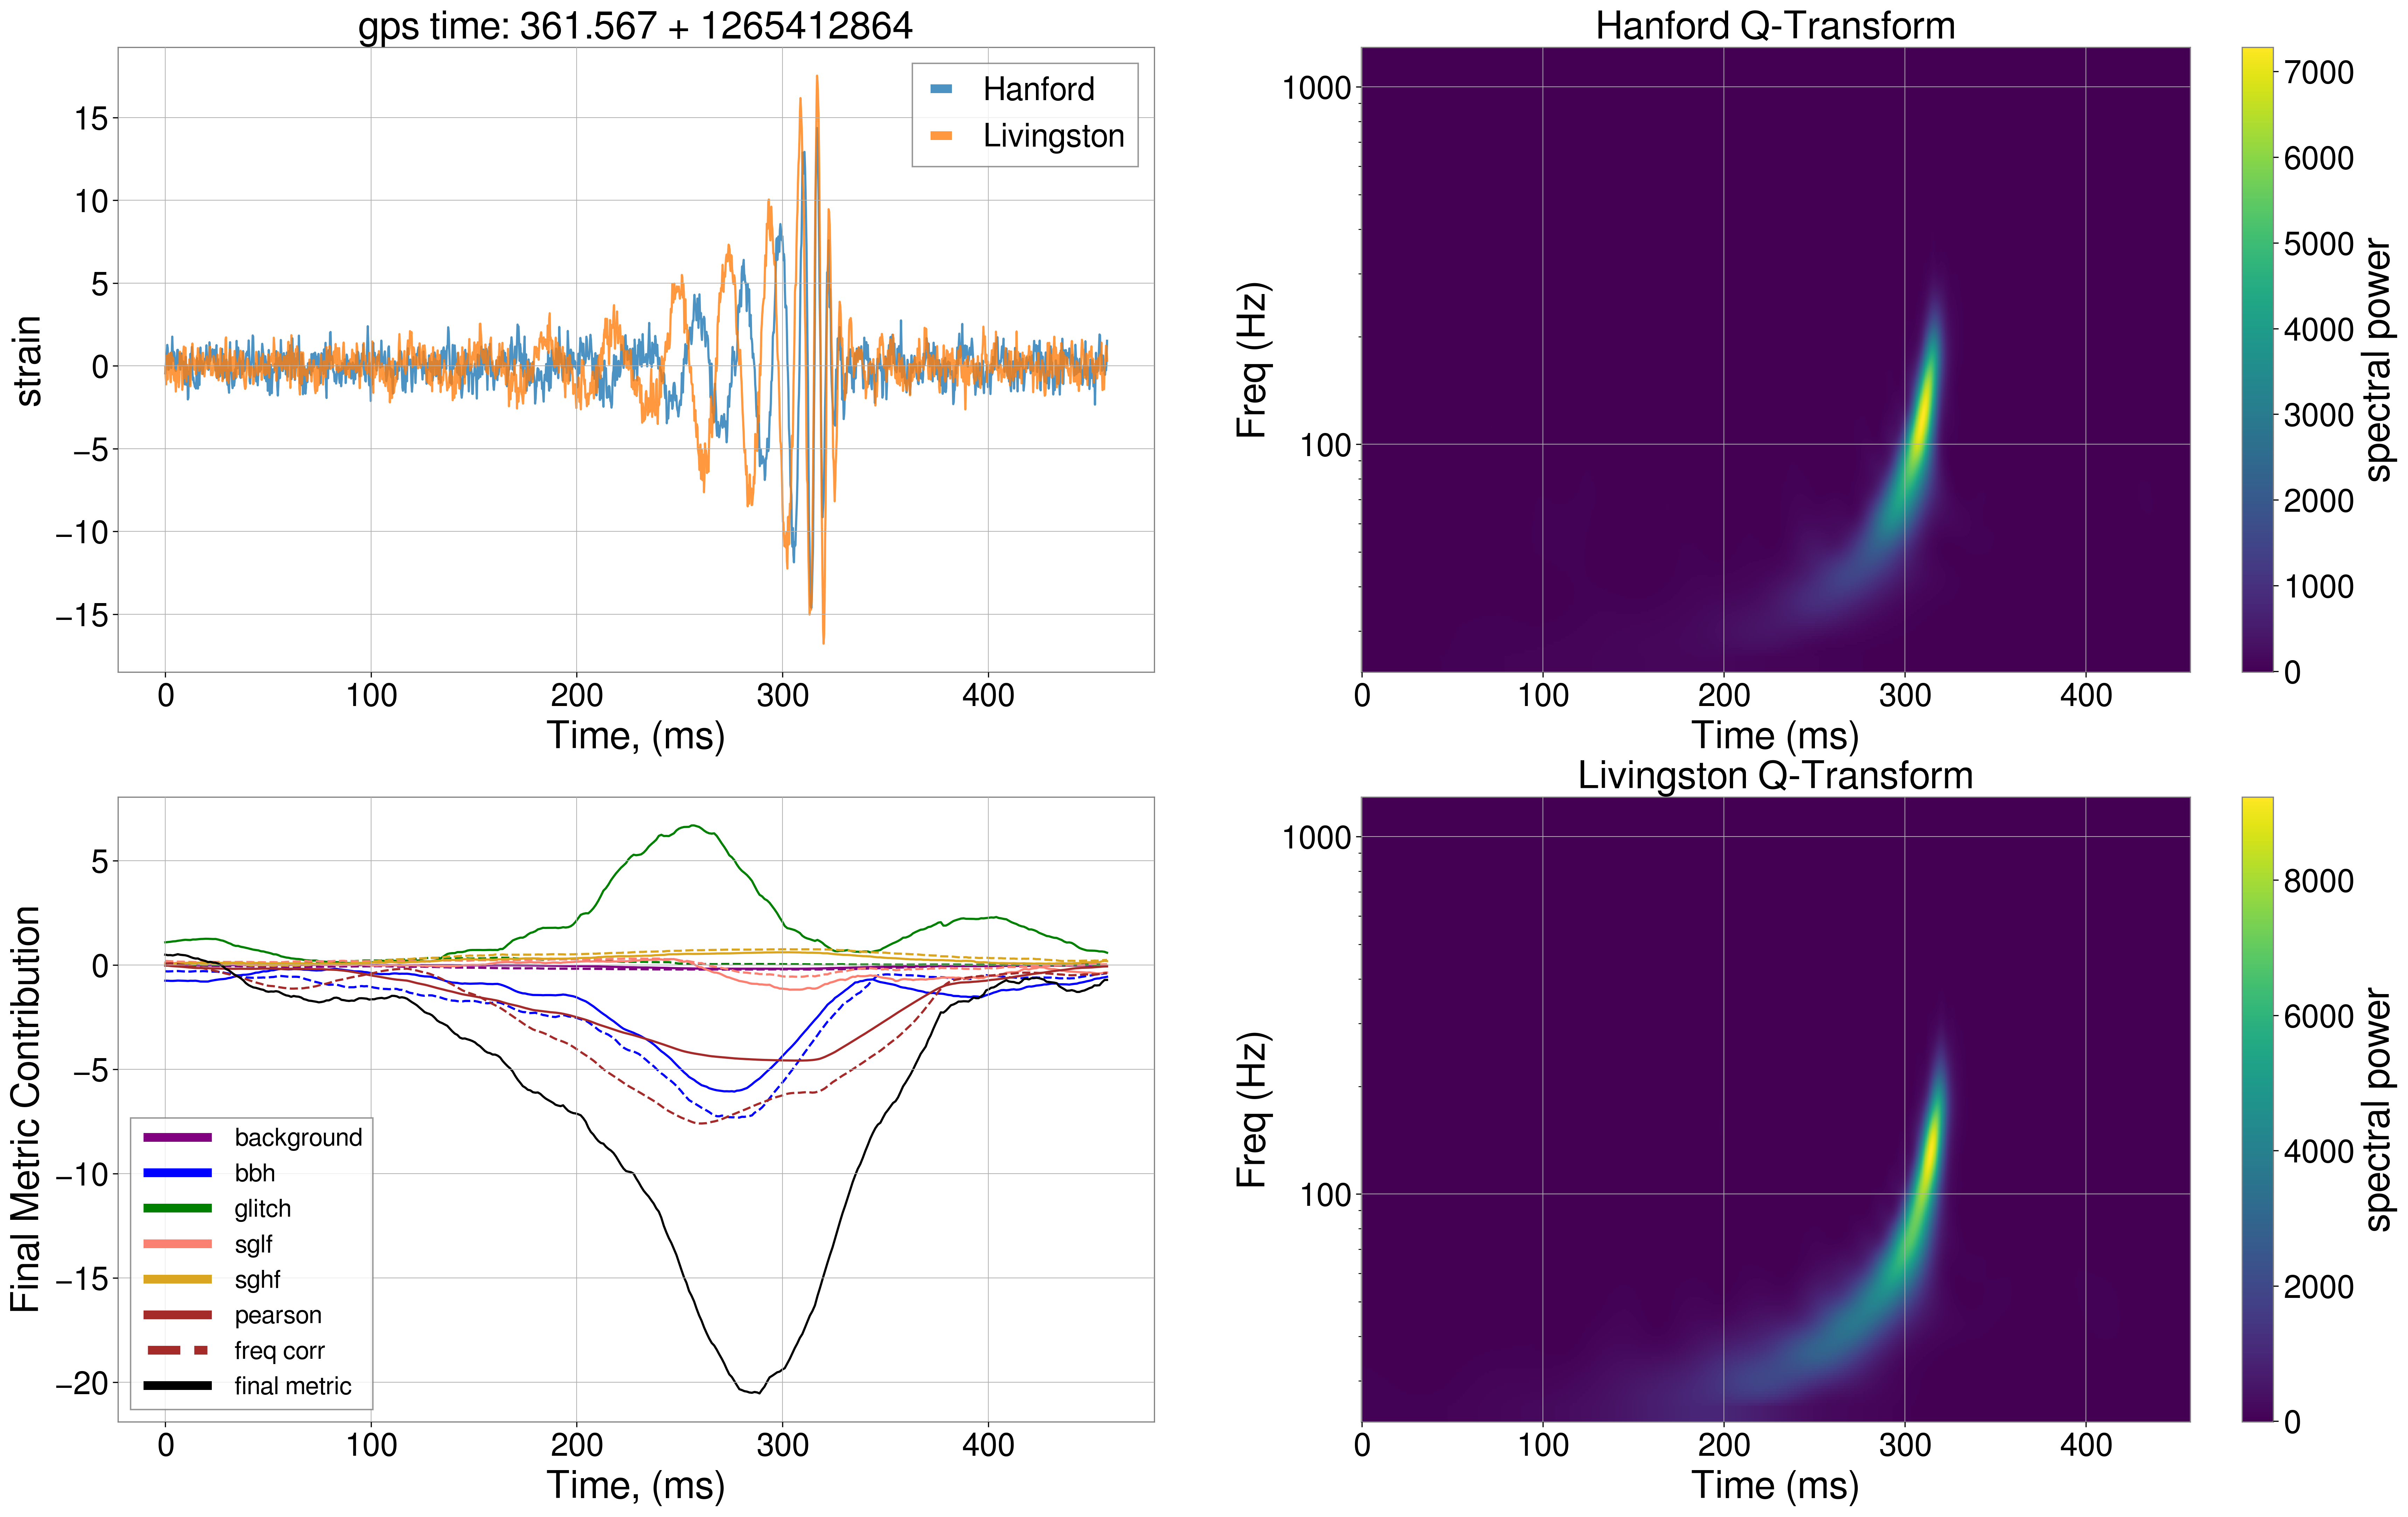 gps time: 361.567 + 1265412864
strain
15
10
5
0
−5
−10
−15
Hanford
Livingston
0 100 200 300 400
Time, (ms)
Hanford Q-Transform
Freq (Hz)
1000
100
0 100 200 300 400
Time (ms)
7000
6000
5000
4000
3000
2000
1000
0
spectral power
Final Metric Contribution
5
0
−5
−10
−15
−20
background
bbh
glitch
sglf
sghf
pearson
freq corr
final metric
0 100 200 300 400
Time, (ms)
Livingston Q-Transform
Freq (Hz)
1000
100
0 100 200 300 400
Time (ms)
8000
6000
4000
2000
0
spectral power